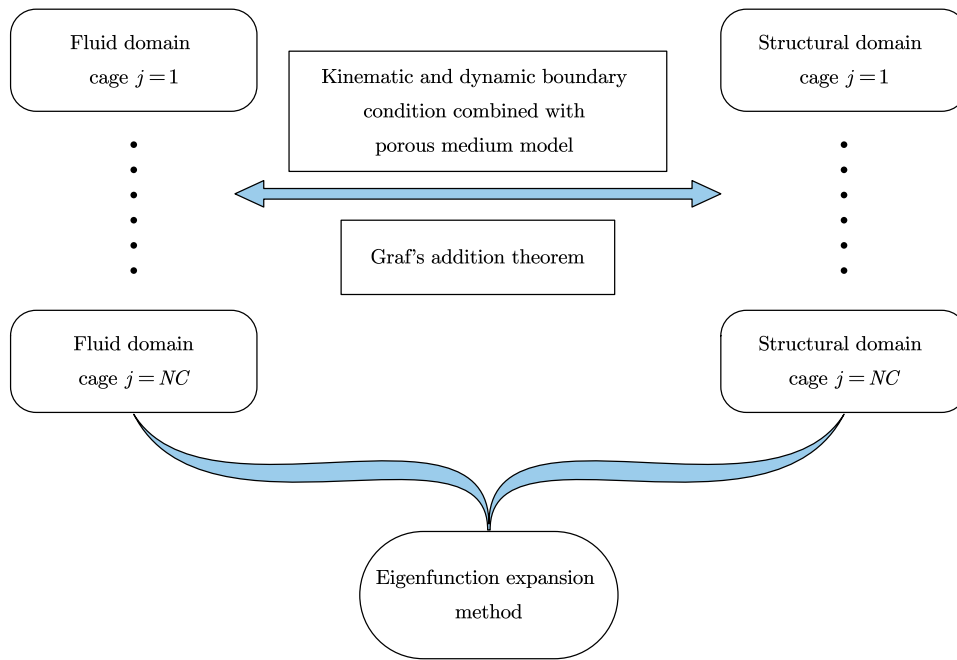 Fluid domain
cage j = 1
Kinematic and dynamic boundary
condition combined with
porous medium model
Structural domain
cage j = 1
Graf's addition theorem
Fluid domain
cage j = NC
Structural domain
cage j = NC
Eigenfunction expansion
method